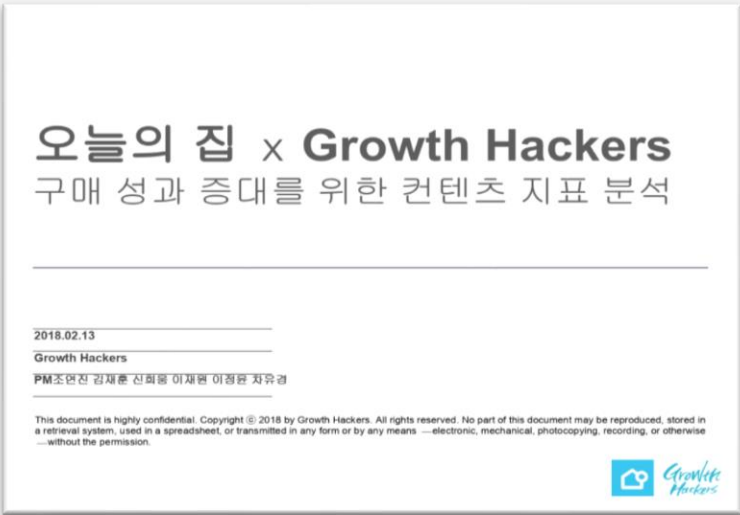 오늘의 집 x Growth Hackers
구매 성과 증대를 위한 컨텐츠 지표 분석
2018.02.13
Growth Hackers
PM조연진 김재훈 신희웅 이재원 이정윤 차유경
This document is highly confidential. Copyright ⓒ 2018 by Growth Hackers. All rights reserved. No part of this document may be reproduced, stored in
a retrieval system, used in a spreadsheet, or transmitted in any form or by any means —electronic, mechanical, photocopying, recording, or otherwise
—without the permission.
Growth
Hackers